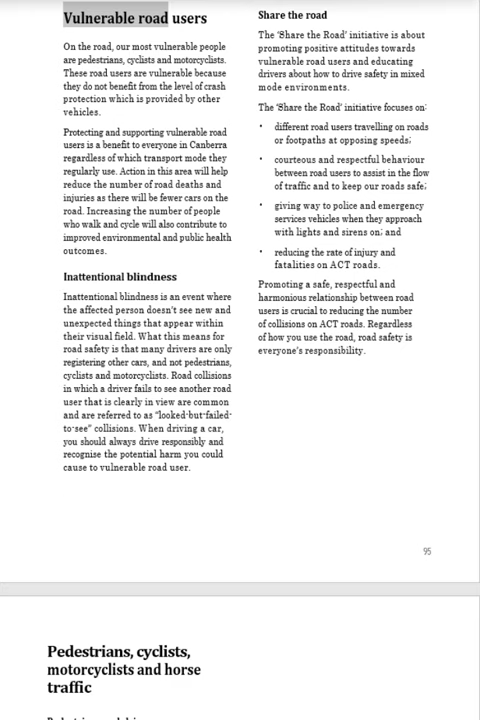 Vulnerable road users
On the road, our most vulnerable people
are pedestrians, cyclists and motorcyclists.
These road users are vulnerable because
they do not benefit from the level of crash
protection which is provided by other
vehicles.
Protecting and supporting vulnerable road
users is a benefit to everyone in Canberra
regardless of which transport mode they
regularly use. Action in this area will help
reduce the number of road deaths and
injuries as there will be fewer cars on the
road. Increasing the number of people
who walk and cycle will also contribute to
improved environmental and public health
outcomes.
Inattentional blindness
Inattentional blindness is an event where
the affected person doesn't see new and
unexpected things that appear within
their visual field. What this means for
road safety is that many drivers are only
registering other cars, and not pedestrians,
cyclists and motorcyclists. Road collisions
in which a driver fails to see another road
user that is clearly in view are common
and are referred to as "looked-but-failed-
to-see" collisions. When driving a car,
you should always drive responsibly and
recognise the potential harm you could
cause to vulnerable road user.
Share the road
The 'Share the Road' initiative is about
promoting positive attitudes towards
vulnerable road users and educating
drivers about how to drive safety in mixed
mode environments.
The 'Share the Road' initiative focuses on:
• different road users travelling on roads
or footpaths at opposing speeds;
• courteous and respectful behaviour
between road users to assist in the flow
of traffic and to keep our roads safe;
• giving way to police and emergency
services vehicles when they approach
with lights and sirens on; and
• reducing the rate of injury and
fatalities on ACT roads.
Promoting a safe, respectful and
harmonious relationship between road
users is crucial to reducing the number
of collisions on ACT roads. Regardless
of how you use the road, road safety is
everyone's responsibility.
95
Pedestrians, cyclists,
motorcyclists and horse
traffic